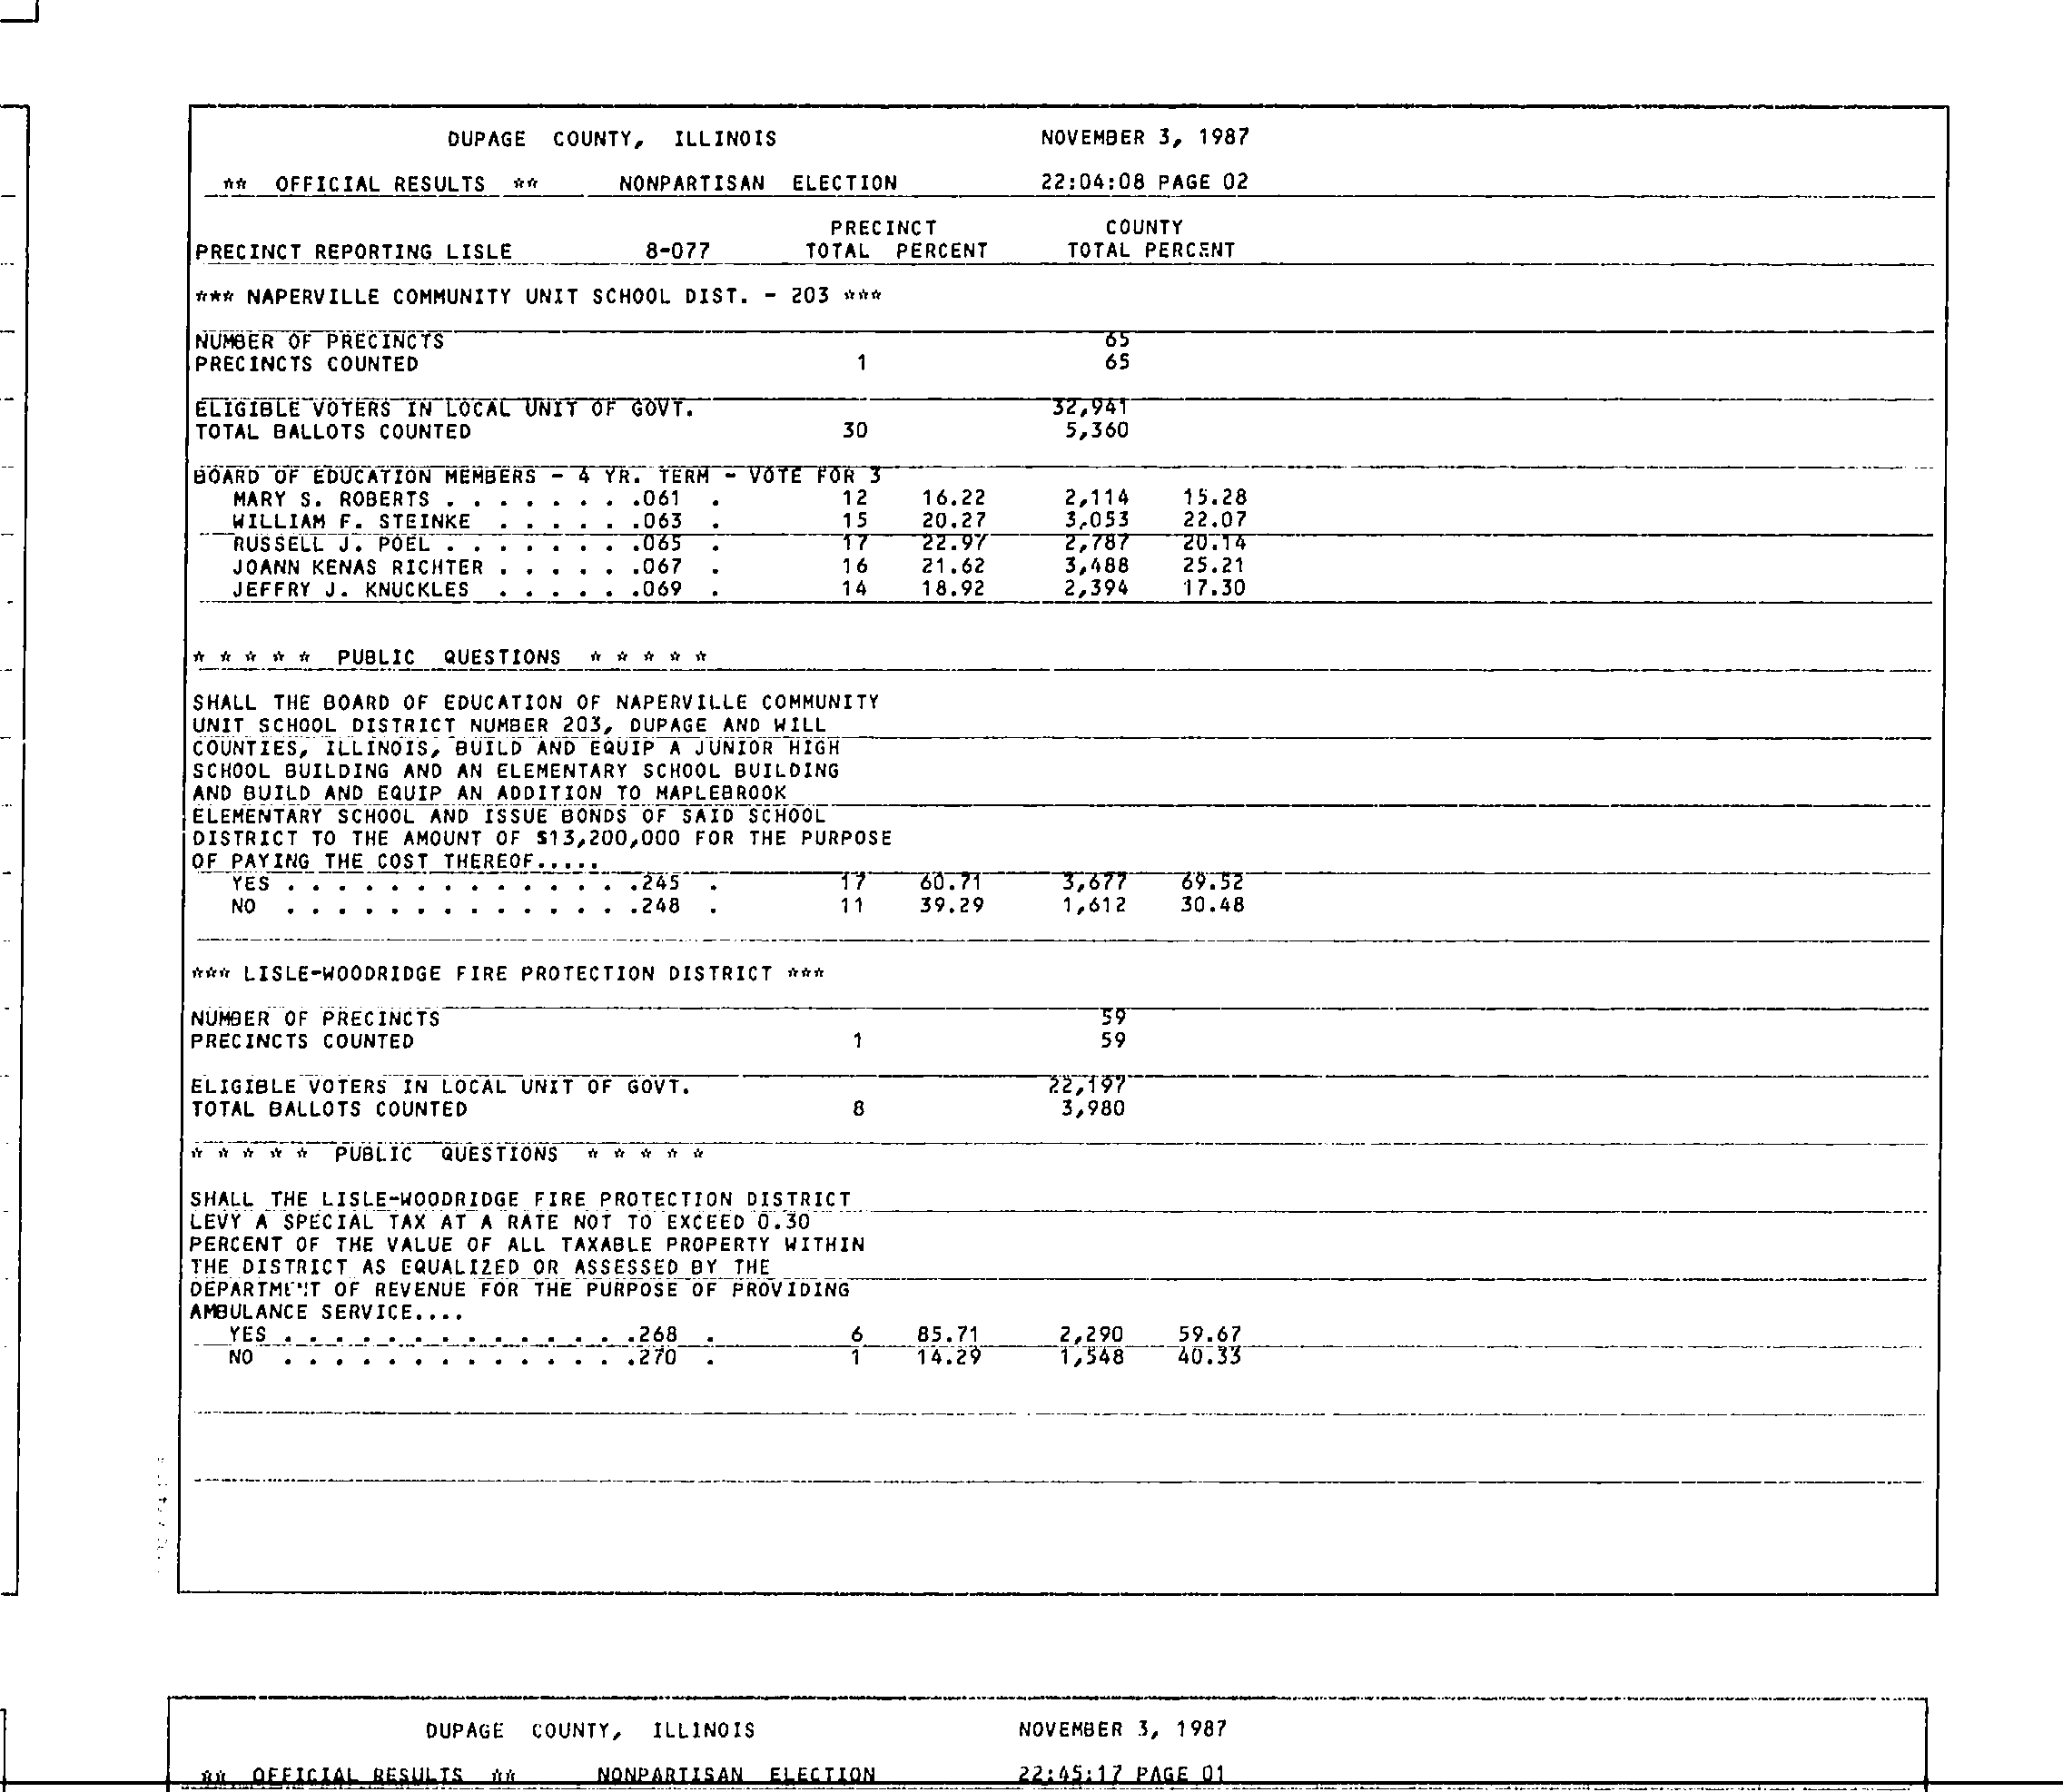 DUPAGE COUNTY, ILLINOIS NOVEMBER 3, 1987
** OFFICIAL RESULTS ** NONPARTISAN ELECTION 22:04:08 PAGE 02
PRECINCT COUNTY
PRECINCT REPORTING LISLE 8-077 TOTAL PERCENT TOTAL PERCENT
*** NAPERVILLE COMMUNITY UNIT SCHOOL DIST. - 203 ***
NUMBER OF PRECINCTS 65
PRECINCTS COUNTED 1 65
ELIGIBLE VOTERS IN LOCAL UNIT OF GOVT. 32,941
TOTAL BALLOTS COUNTED 30 5,360
BOARD OF EDUCATION MEMBERS - 4 YR. TERM - VOTE FOR 3
MARY S. ROBERTS . . . . . . . .061 . 12 16.22 2,114 15.28
WILLIAM F. STEINKE . . . . . .063 . 15 20.27 3,053 22.07
RUSSELL J. POEL . . . . . . . .065 . 17 22.97 2,787 20.14
JOANN KENAS RICHTER . . . . . .067 . 16 21.62 3,488 25.21
JEFFRY J. KNUCKLES . . . . . .069 . 14 18.92 2,394 17.30
* * * * * PUBLIC QUESTIONS * * * * *
SHALL THE BOARD OF EDUCATION OF NAPERVILLE COMMUNITY
UNIT SCHOOL DISTRICT NUMBER 203, DUPAGE AND WILL
COUNTIES, ILLINOIS, BUILD AND EQUIP A JUNIOR HIGH
SCHOOL BUILDING AND AN ELEMENTARY SCHOOL BUILDING
AND BUILD AND EQUIP AN ADDITION TO MAPLEBROOK
ELEMENTARY SCHOOL AND ISSUE BONDS OF SAID SCHOOL
DISTRICT TO THE AMOUNT OF $13,200,000 FOR THE PURPOSE
OF PAYING THE COST THEREOF.....
YES . . . . . . . . . . . . . .245 . 17 60.71 3,677 69.52
NO . . . . . . . . . . . . . .248 . 11 39.29 1,612 30.48
*** LISLE-WOODRIDGE FIRE PROTECTION DISTRICT ***
NUMBER OF PRECINCTS 59
PRECINCTS COUNTED 1 59
ELIGIBLE VOTERS IN LOCAL UNIT OF GOVT. 22,197
TOTAL BALLOTS COUNTED 8 3,980
* * * * * PUBLIC QUESTIONS * * * * *
SHALL THE LISLE-WOODRIDGE FIRE PROTECTION DISTRICT
LEVY A SPECIAL TAX AT A RATE NOT TO EXCEED 0.30
PERCENT OF THE VALUE OF ALL TAXABLE PROPERTY WITHIN
THE DISTRICT AS EQUALIZED OR ASSESSED BY THE
DEPARTMENT OF REVENUE FOR THE PURPOSE OF PROVIDING
AMBULANCE SERVICE....
YES . . . . . . . . . . . . . .268 . 6 85.71 2,290 59.67
NO . . . . . . . . . . . . . .270 . 1 14.29 1,548 40.33
DUPAGE COUNTY, ILLINOIS NOVEMBER 3, 1987
** OFFICIAL RESULTS ** NONPARTISAN ELECTION 22:45:17 PAGE 01